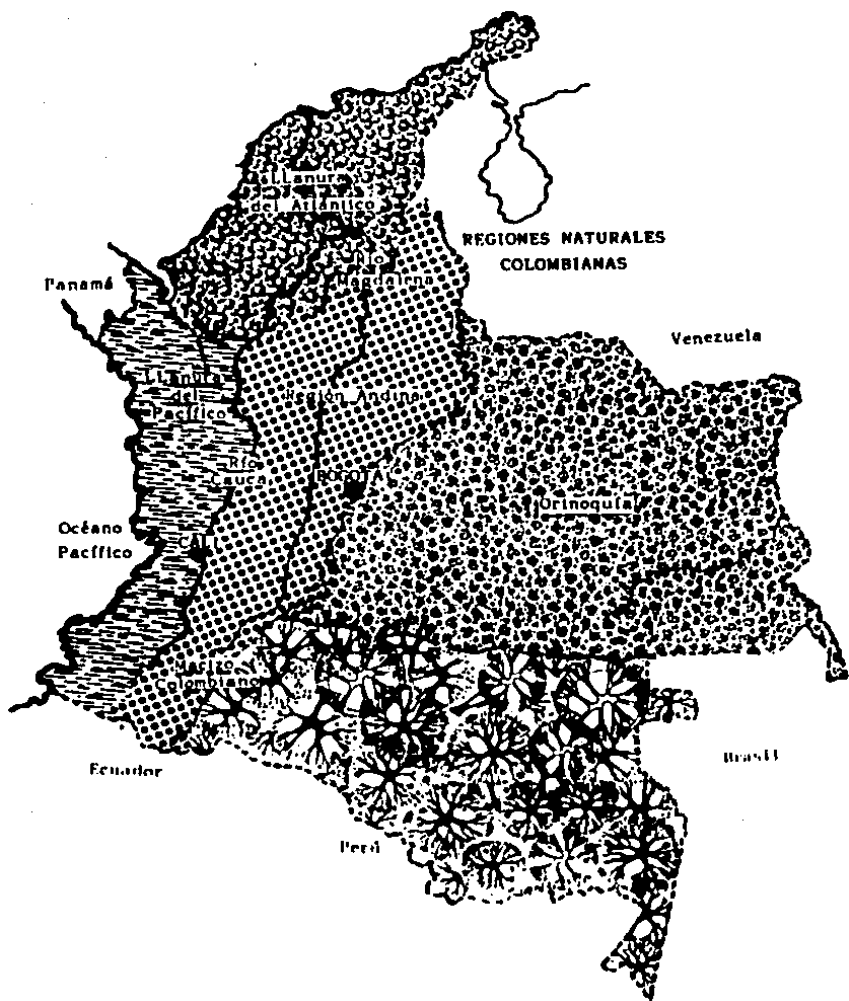 LLanura
del Atlántico
REGIONES NATURALES
COLOMBIANAS
Río
Magdalena
Panamá
Venezuela
LLanura
del
Pacífico
Región Andina
Río
Cauca
BOGOTA
Orinoquía
Océano
Pacífico
CALI
Macizo
Colombiano
Ecuador
Brasil
Perú